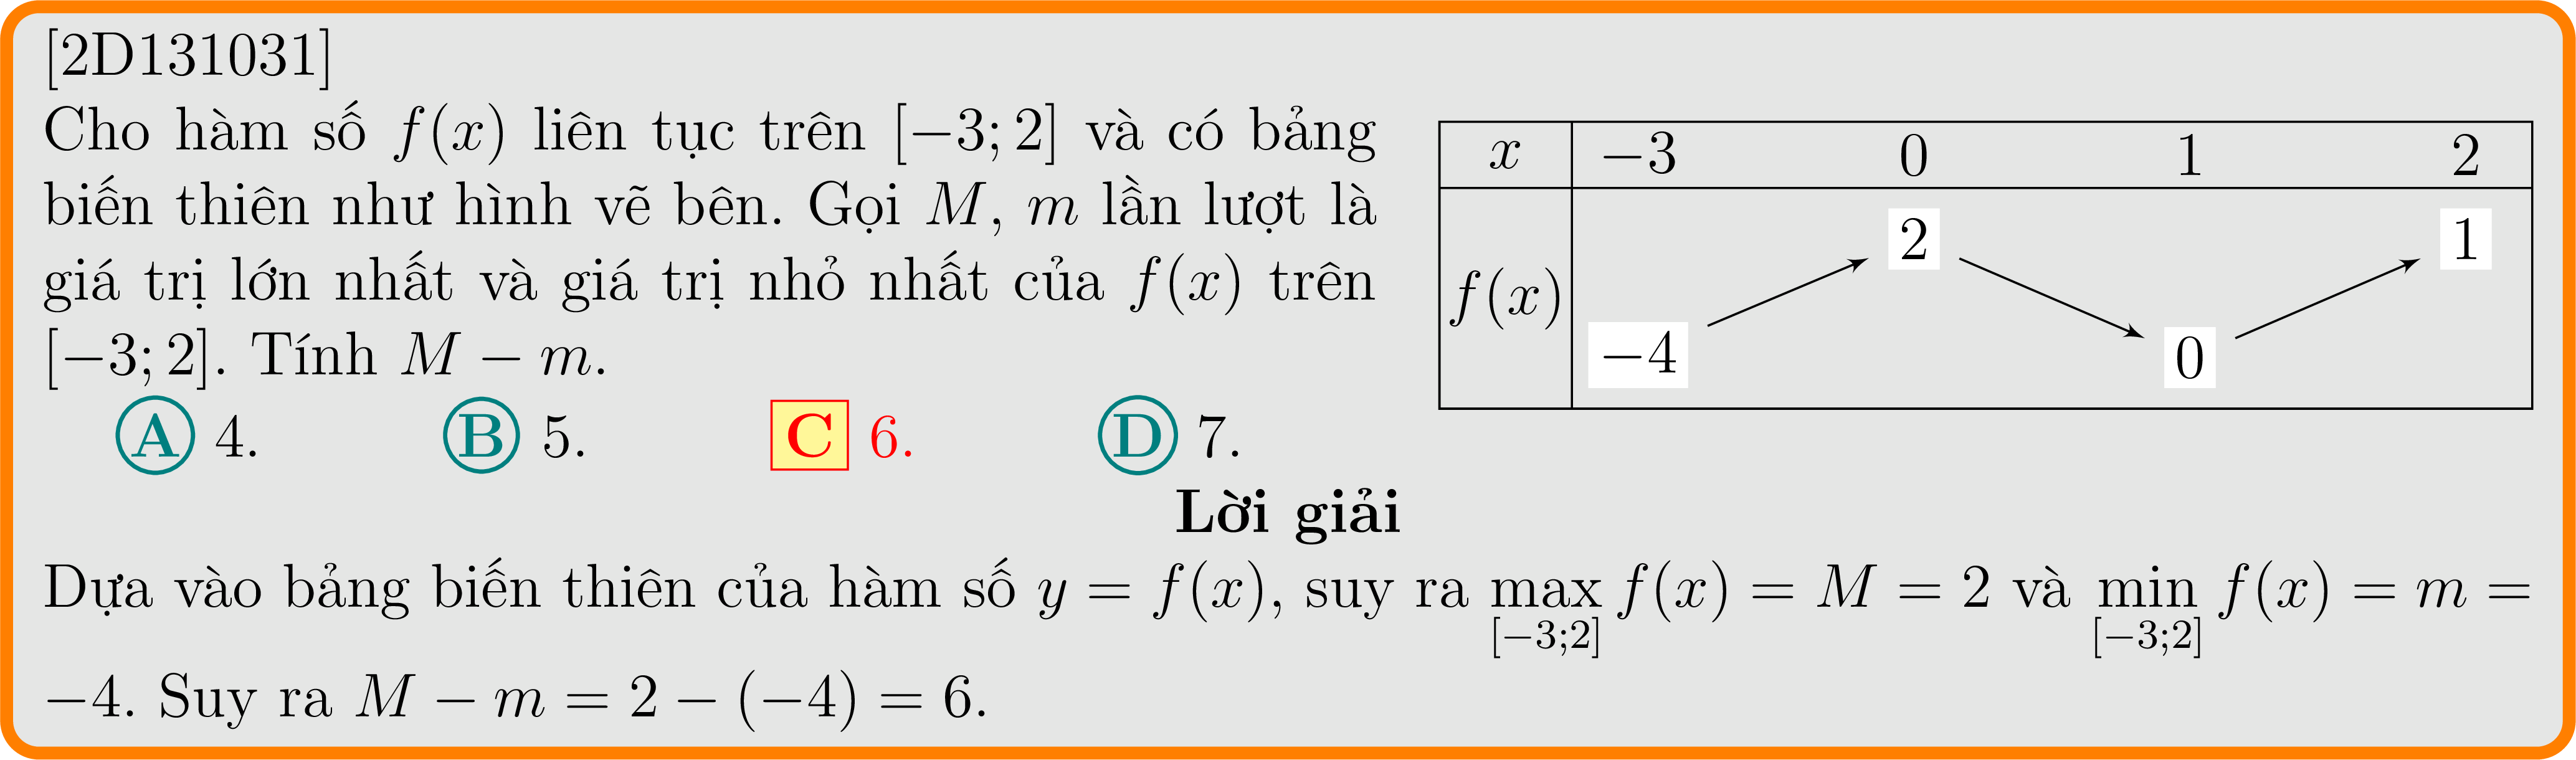 [2D131031]
Cho hàm số f(x) liên tục trên [−3; 2] và có bảng
biến thiên như hình vẽ bên. Gọi M, m lần lượt là
giá trị lớn nhất và giá trị nhỏ nhất của f(x) trên
[−3; 2]. Tính M − m.
x −3 0 1 2
f(x) −4 2 0 1
A 4. B 5. C 6. D 7.
Lời giải
Dựa vào bảng biến thiên của hàm số y = f(x), suy ra max f(x) = M = 2 và min f(x) = m =
[−3;2] [−3;2]
−4. Suy ra M − m = 2 − (−4) = 6.